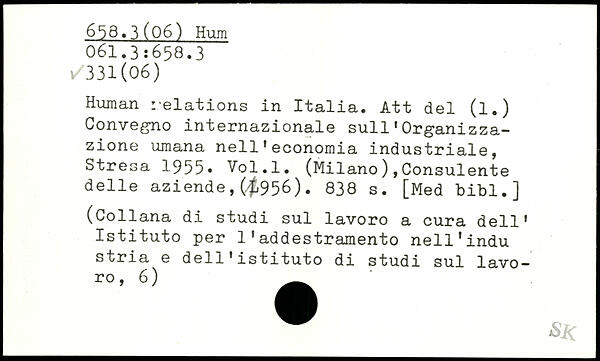 658.3(06) Hum
061.3:658.3
✓331(06)
Human relations in Italia. Att del (1.)
Convegno internazionale sull'Organizza-
zione umana nell'economia industriale,
Stresa 1955. Vol.1. (Milano),Consulente
delle aziende,(1956). 838 s. [Med bibl.]
(Collana di studi sul lavoro a cura dell'
Istituto per l'addestramento nell'indu
stria e dell'istituto di studi sul lavo-
ro, 6)
SK